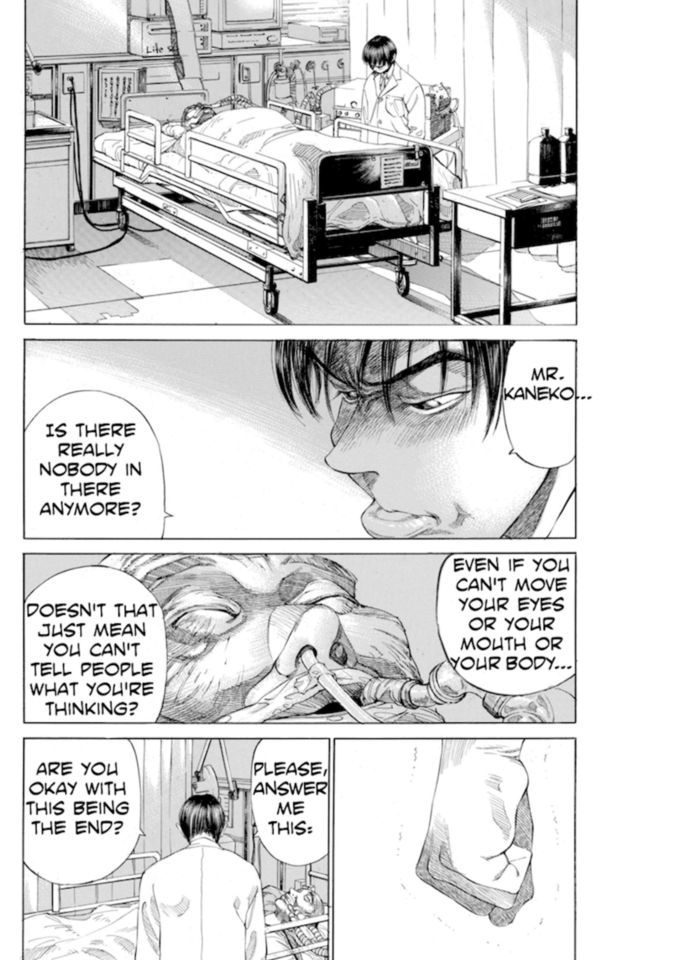 Life S
MR.
KANEKO...
IS THERE
REALLY
NOBODY IN
THERE
ANYMORE?
EVEN IF YOU
CAN'T MOVE
YOUR EYES
OR YOUR
MOUTH OR
YOUR BODY...
DOESN'T THAT
JUST MEAN
YOU CAN'T
TELL PEOPLE
WHAT YOU'RE
THINKING?
PLEASE,
ANSWER
ME
THIS:
ARE YOU
OKAY WITH
THIS BEING
THE END?